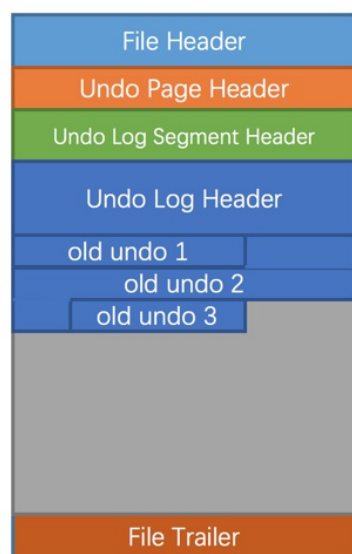 File Header
Undo Page Header
Undo Log Segment Header
Undo Log Header
old undo 1
old undo 2
old undo 3
File Trailer